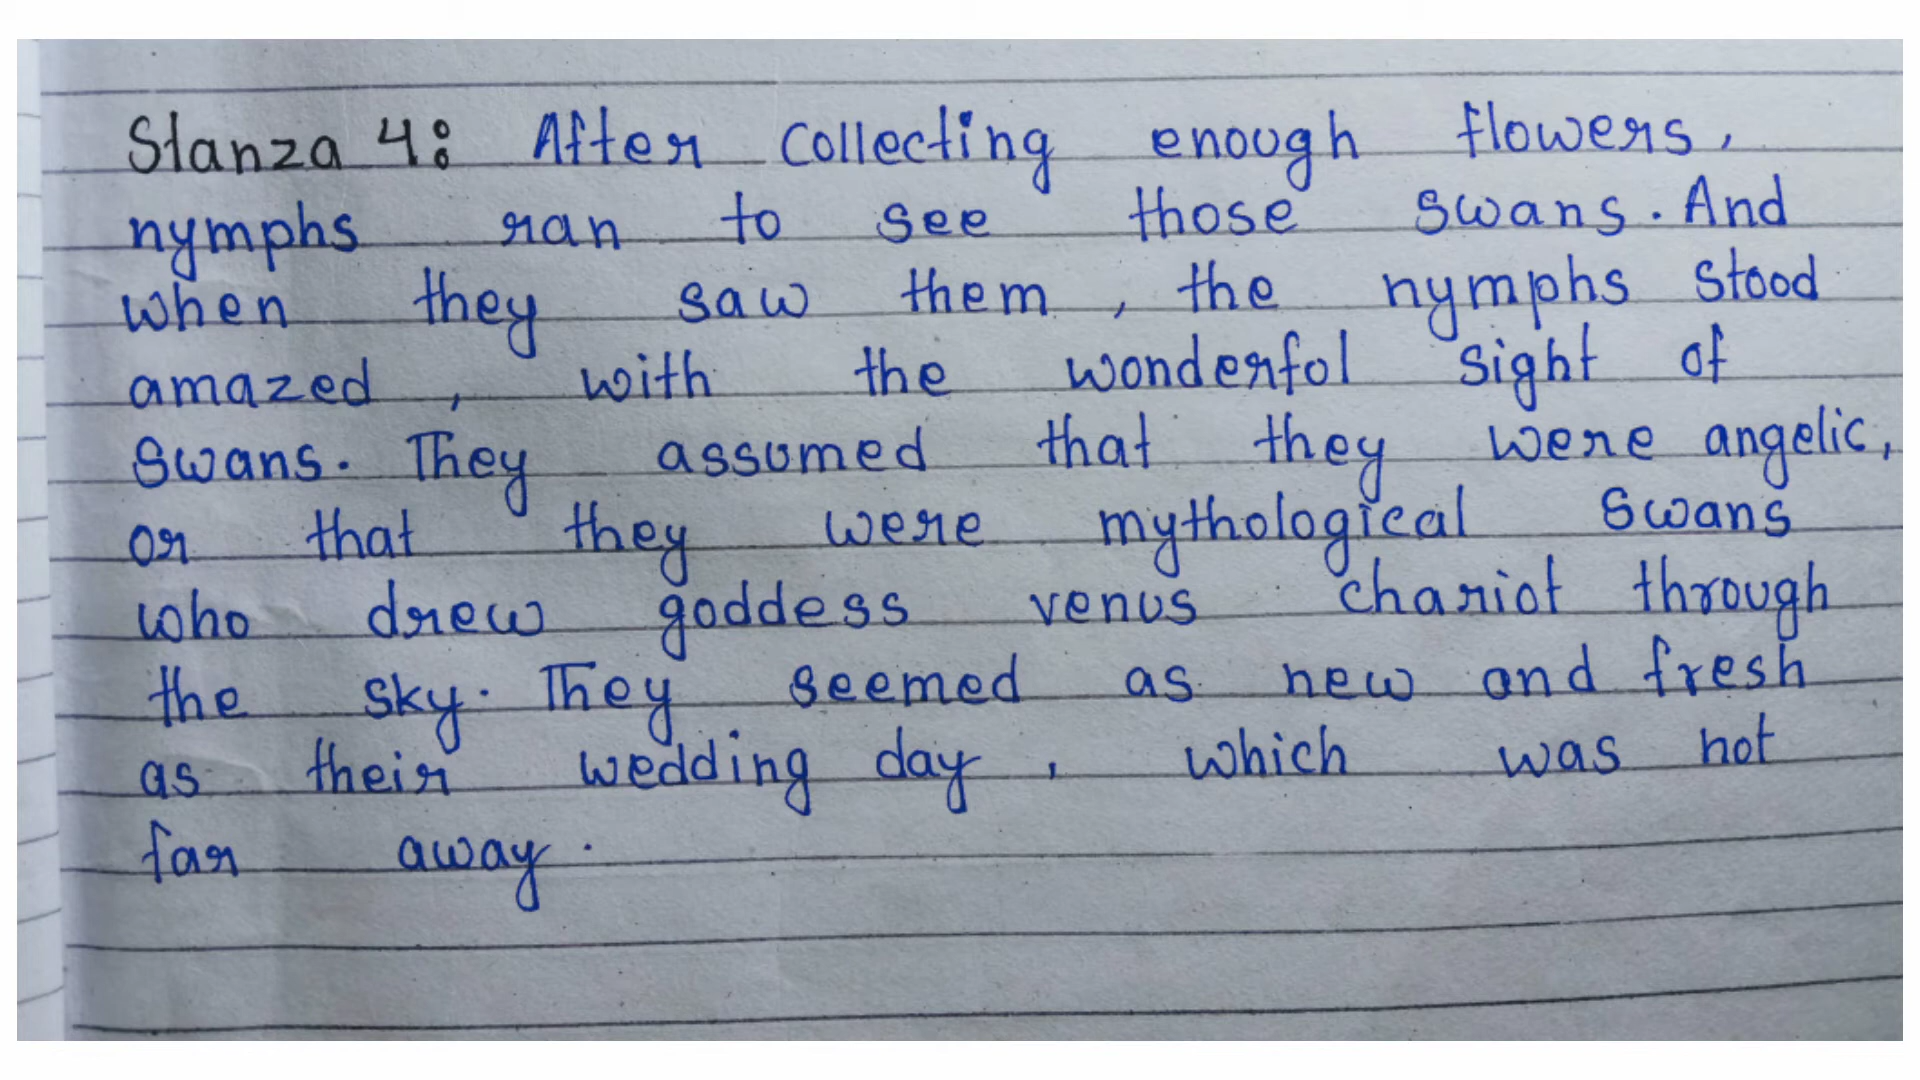 Stanza 4: After collecting enough flowers,
nymphs ran to see those swans. And
when they saw them, the nymphs stood
amazed, with the wonderful sight of
swans. They assumed that they were angelic,
or that they were mythological swans
who drew goddess venus chariot through
the sky. They seemed as new and fresh
as their wedding day, which was not
far away.